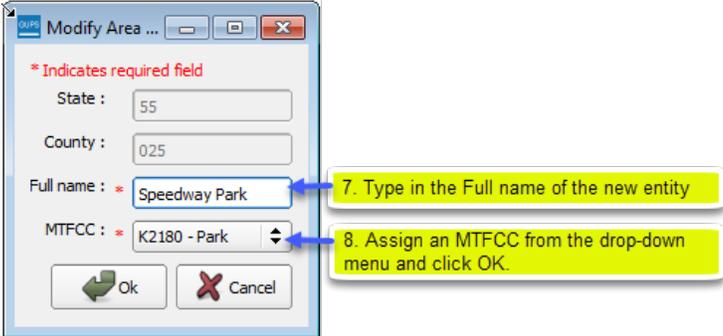 GUPS Modify Area ...
* Indicates required field
State : 55
County : 025
Full name : * Speedway Park
7. Type in the Full name of the new entity
MTFCC : * K2180 - Park
8. Assign an MTFCC from the drop-down
menu and click OK.
Ok Cancel